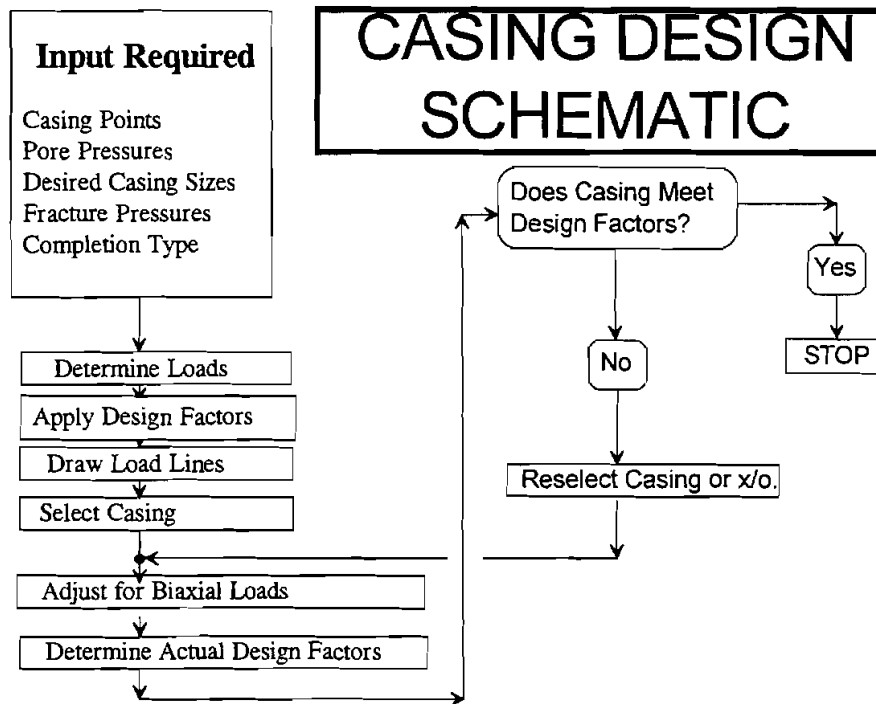 CASING DESIGN
SCHEMATIC
Input Required
Casing Points
Pore Pressures
Desired Casing Sizes
Fracture Pressures
Completion Type
Determine Loads
Apply Design Factors
Draw Load Lines
Select Casing
Adjust for Biaxial Loads
Determine Actual Design Factors
Does Casing Meet
Design Factors?
Yes
STOP
No
Reselect Casing or x/o.